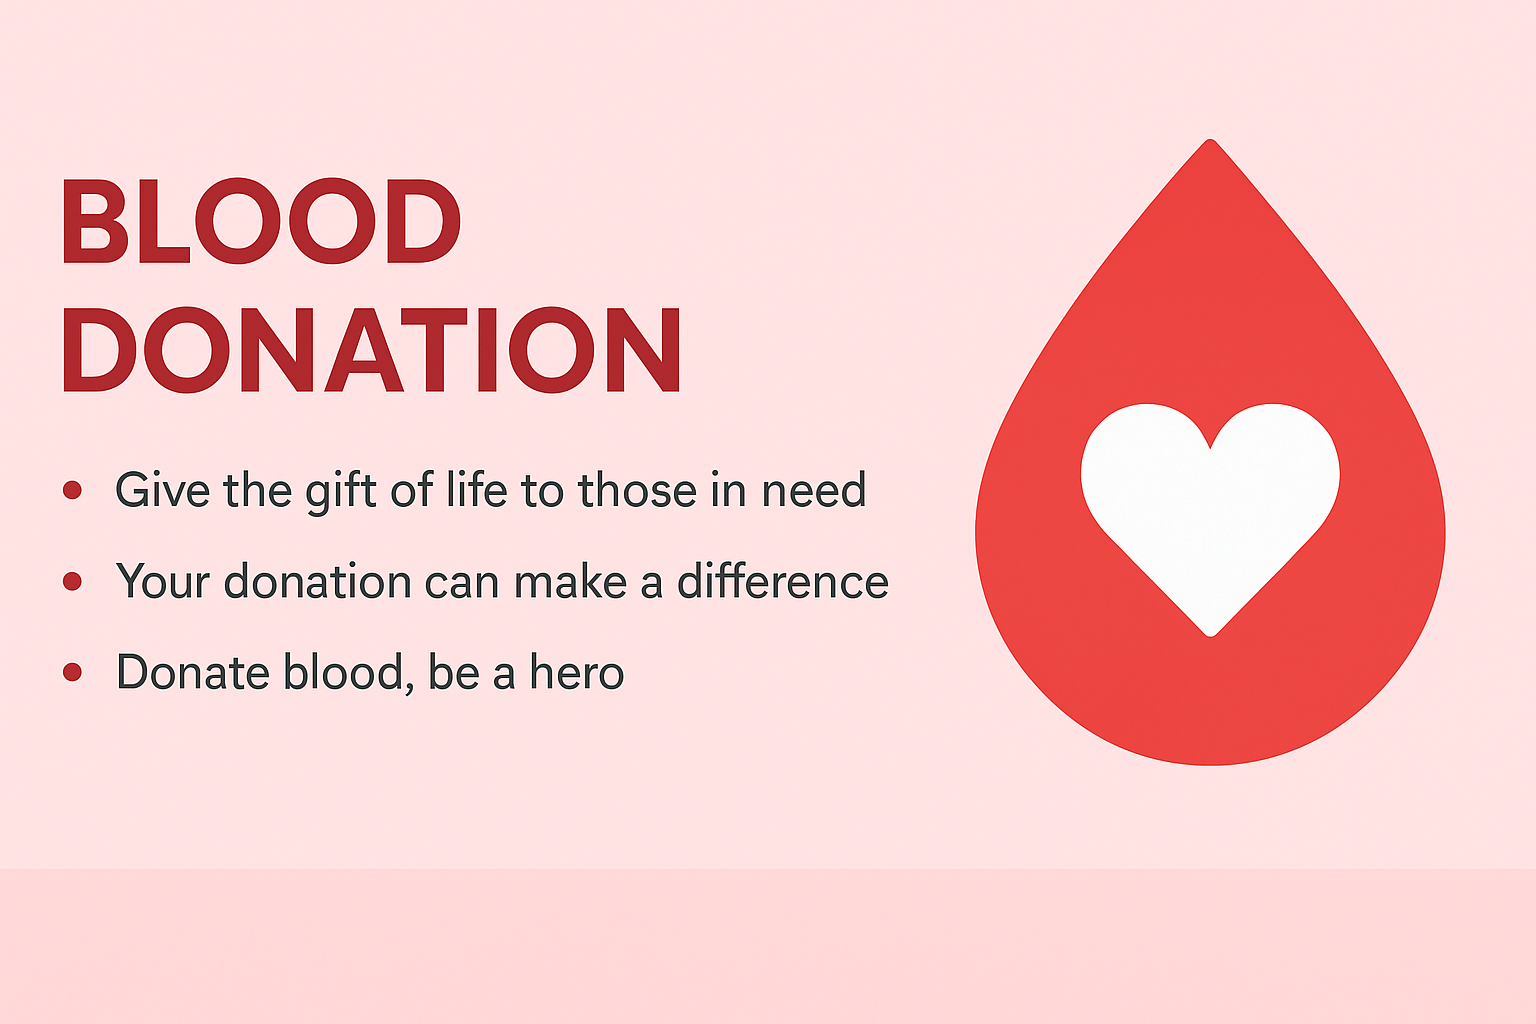 BLOOD
DONATION
• Give the gift of life to those in need
• Your donation can make a difference
• Donate blood, be a hero